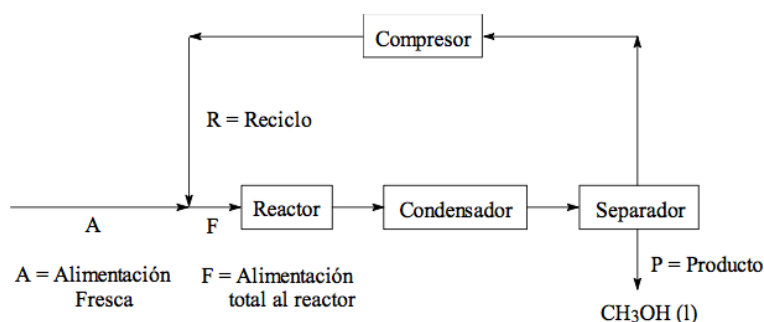 Compresor
R = Reciclo
Reactor
Condensador
Separador
A
F
P = Producto
A = Alimentación
Fresca
F = Alimentación
total al reactor
CH₃OH (l)